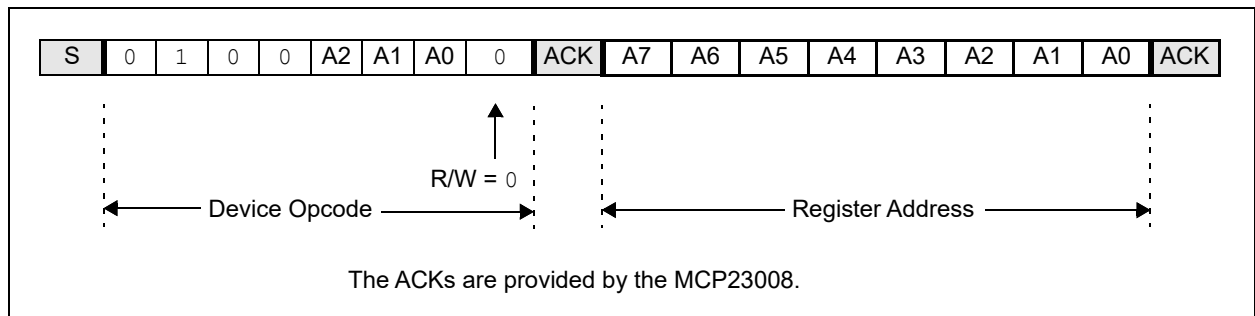 S 0 1 0 0 A2 A1 A0 0 ACK A7 A6 A5 A4 A3 A2 A1 A0 ACK
R/W = 0
Device Opcode Register Address
The ACKs are provided by the MCP23008.